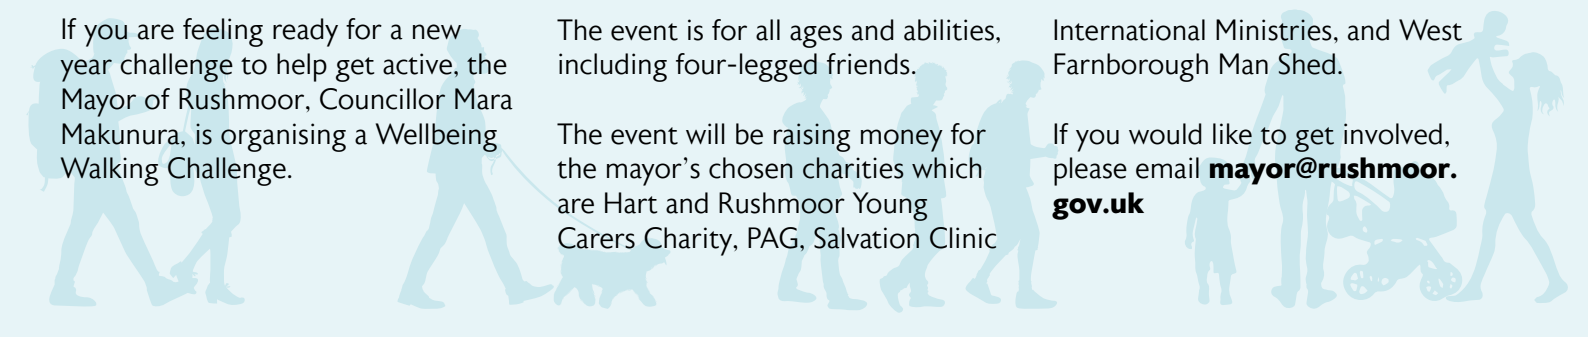 If you are feeling ready for a new
year challenge to help get active, the
Mayor of Rushmoor, Councillor Mara
Makunura, is organising a Wellbeing
Walking Challenge.
The event is for all ages and abilities,
including four-legged friends.
The event will be raising money for
the mayor's chosen charities which
are Hart and Rushmoor Young
Carers Charity, PAG, Salvation Clinic
International Ministries, and West
Farnborough Man Shed.
If you would like to get involved,
please email mayor@rushmoor.
gov.uk